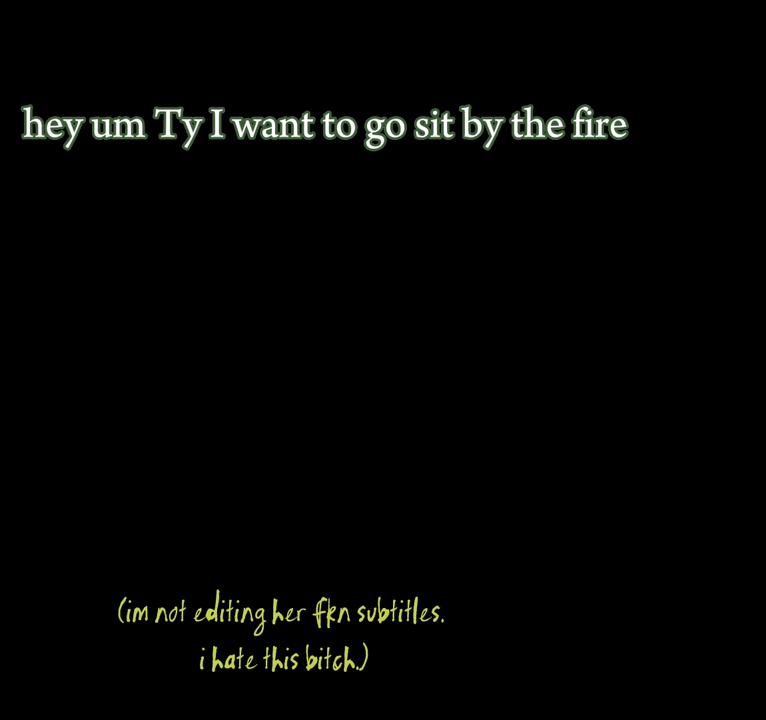 hey um Ty I want to go sit by the fire
(im not editing her fkn subtitles.
i hate this bitch.)